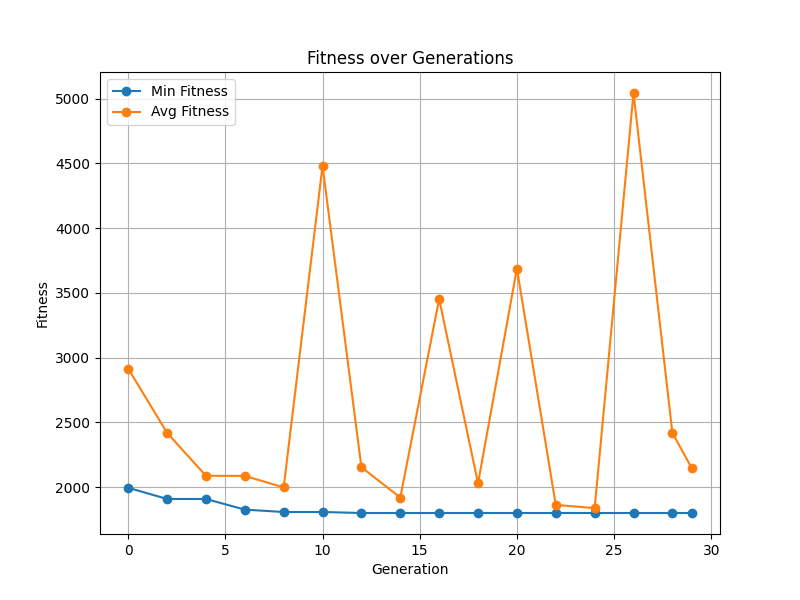 Fitness over Generations
Min Fitness
Avg Fitness
5000
4500
4000
3500
3000
2500
2000
Fitness
0 5 10 15 20 25 30
Generation